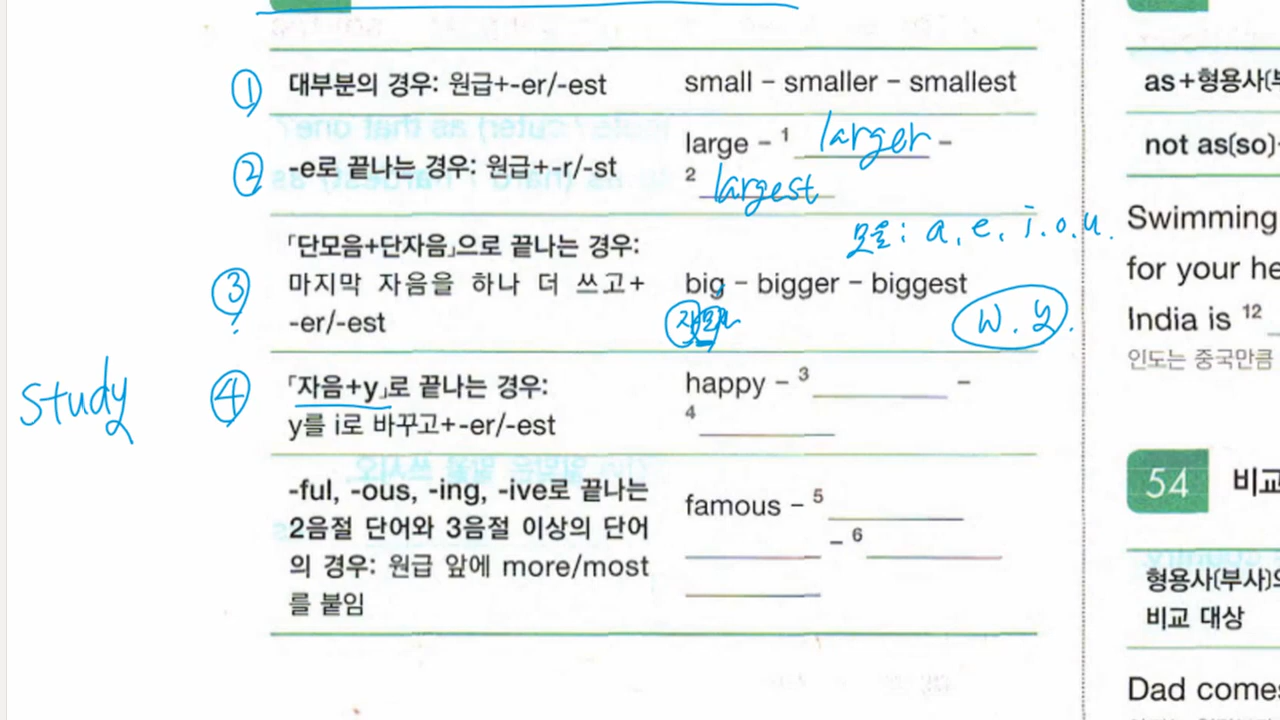 ① 대부분의 경우: 원급+-er/-est small – smaller – smallest
② -e로 끝나는 경우: 원급+-r/-st large – ¹ larger –
² largest
모음: a, e, i, o, u.
③ 「단모음+단자음」으로 끝나는 경우:
마지막 자음을 하나 더 쓰고+ big – bigger – biggest
-er/-est
w. y.
study
④ 「자음+y」로 끝나는 경우: happy – ³ –
y를 i로 바꾸고+-er/-est ⁴
-ful, -ous, -ing, -ive로 끝나는 famous – ⁵
2음절 단어와 3음절 이상의 단어 – ⁶
의 경우: 원급 앞에 more/most
를 붙임
as+형용사(부
not as(so)+
Swimming
for your he
India is ¹²
인도는 중국만큼
54 비교
형용사(부사)의
비교 대상
Dad comes